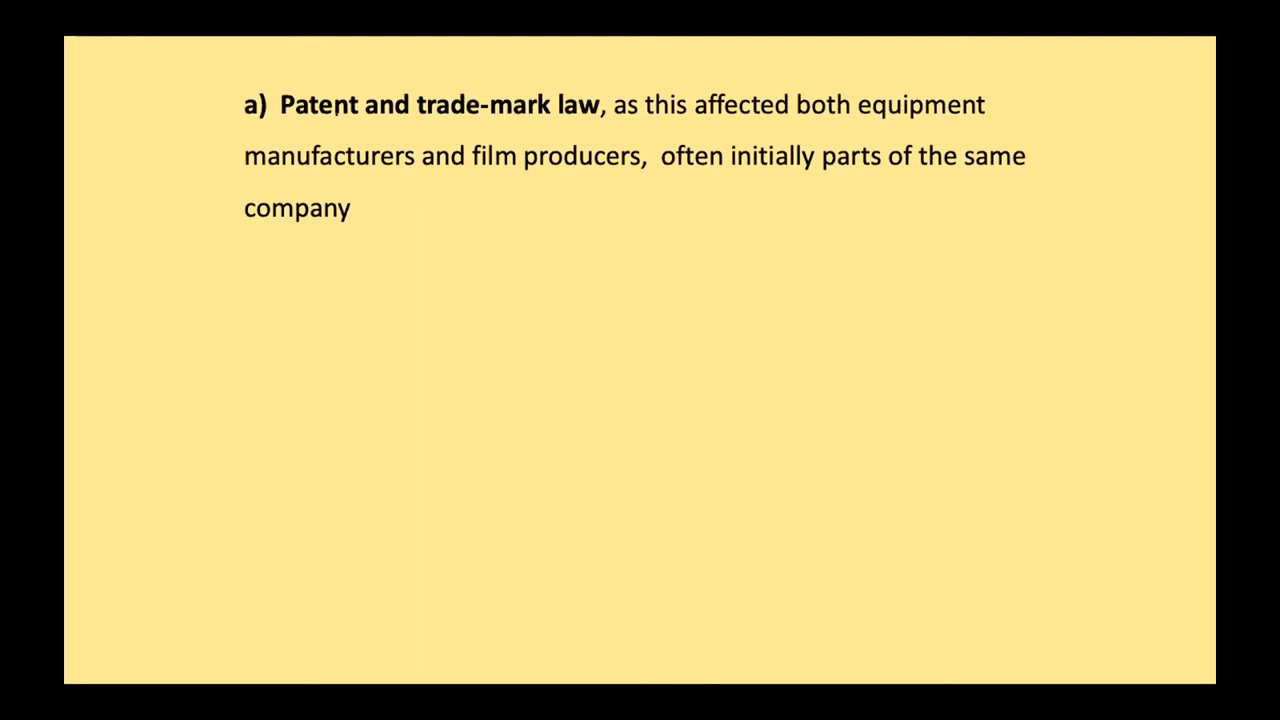 a)  Patent and trade-mark law, as this affected both equipment
manufacturers and film producers,  often initially parts of the same
company